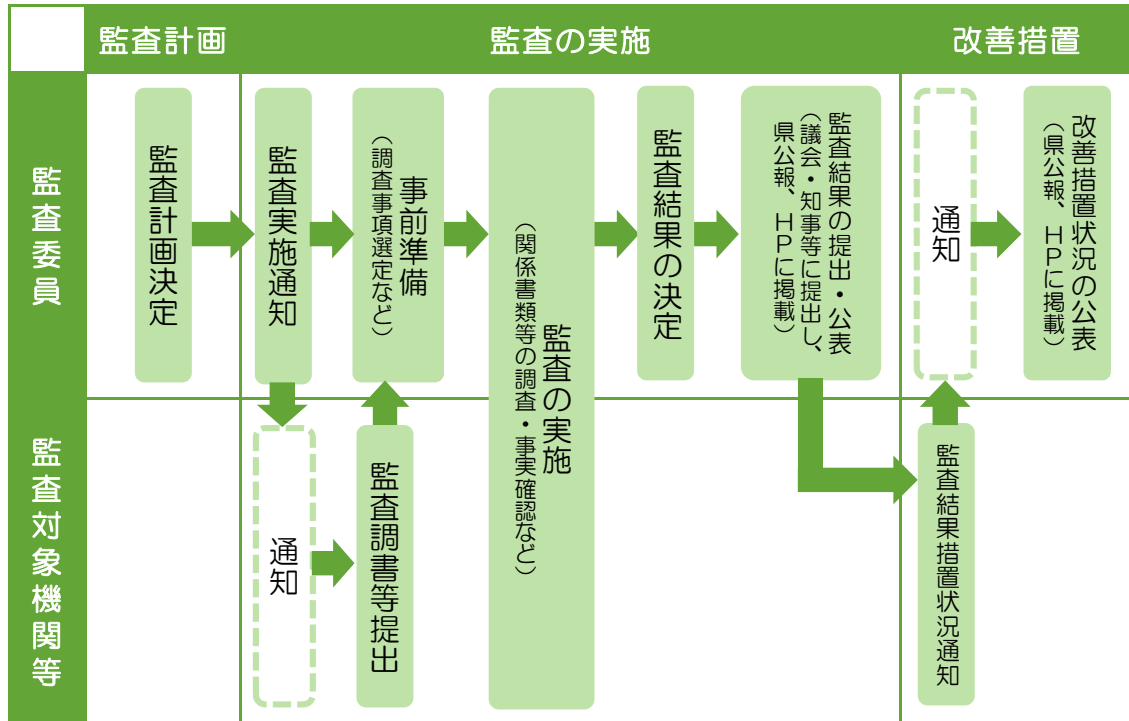 監査計画
監査の実施
改善措置
監査委員
監査計画決定
監査実施通知
事前準備
（調査事項選定など）
監査の実施
（関係書類等の調査・事実確認など）
監査結果の決定
監査結果の提出・公表
（議会・知事等に提出し、
県公報、ＨＰに掲載）
通知
改善措置状況の公表
（県公報、ＨＰに掲載）
監査対象機関等
通知
監査調書等提出
監査結果措置状況通知